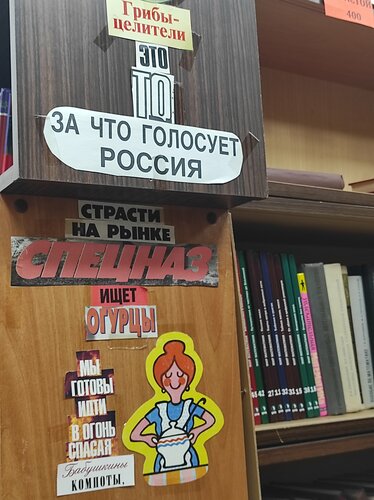 Грибы-
целители
ЭТО
ТО,
ЗА ЧТО ГОЛОСУЕТ
РОССИЯ
СТРАСТИ
НА РЫНКЕ
СПЕЦНАЗ
ИЩЕТ
ОГУРЦЫ
МЫ
ГОТОВЫ
ИДТИ
В ОГОНЬ
СПАСАЯ
Бабушкины
КОМПОТЫ,
400